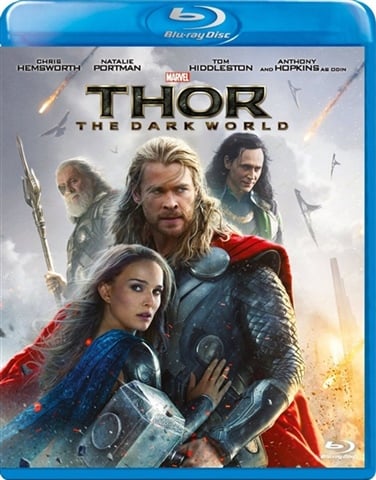 Blu-ray Disc
CHRIS
HEMSWORTH
NATALIE
PORTMAN
MARVEL
TOM
HIDDLESTON
ANTHONY
AND HOPKINS AS ODIN
THOR
THE DARK WORLD
Blu-ray Disc